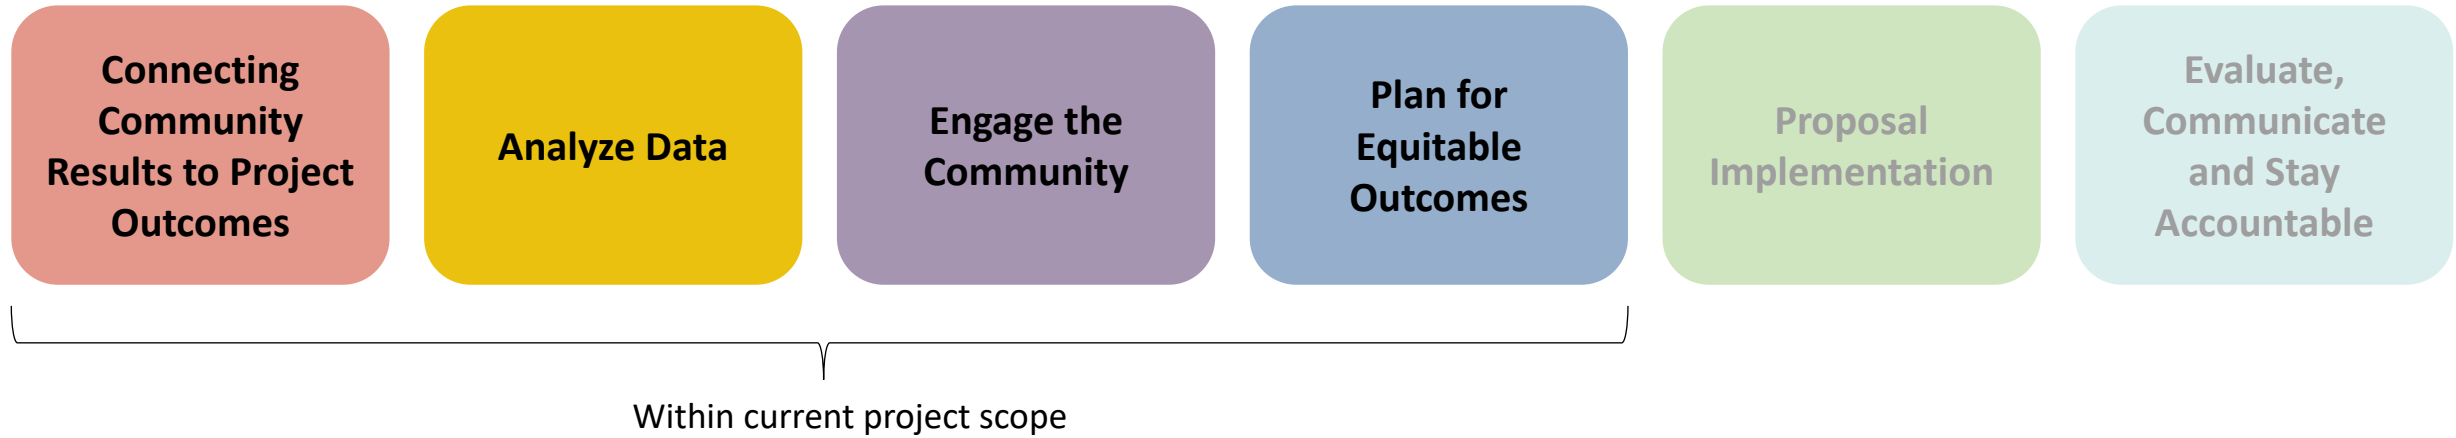 Connecting
Community
Results to Project
Outcomes
Analyze Data
Engage the
Community
Plan for
Equitable
Outcomes
Proposal
Implementation
Evaluate,
Communicate
and Stay
Accountable
Within current project scope